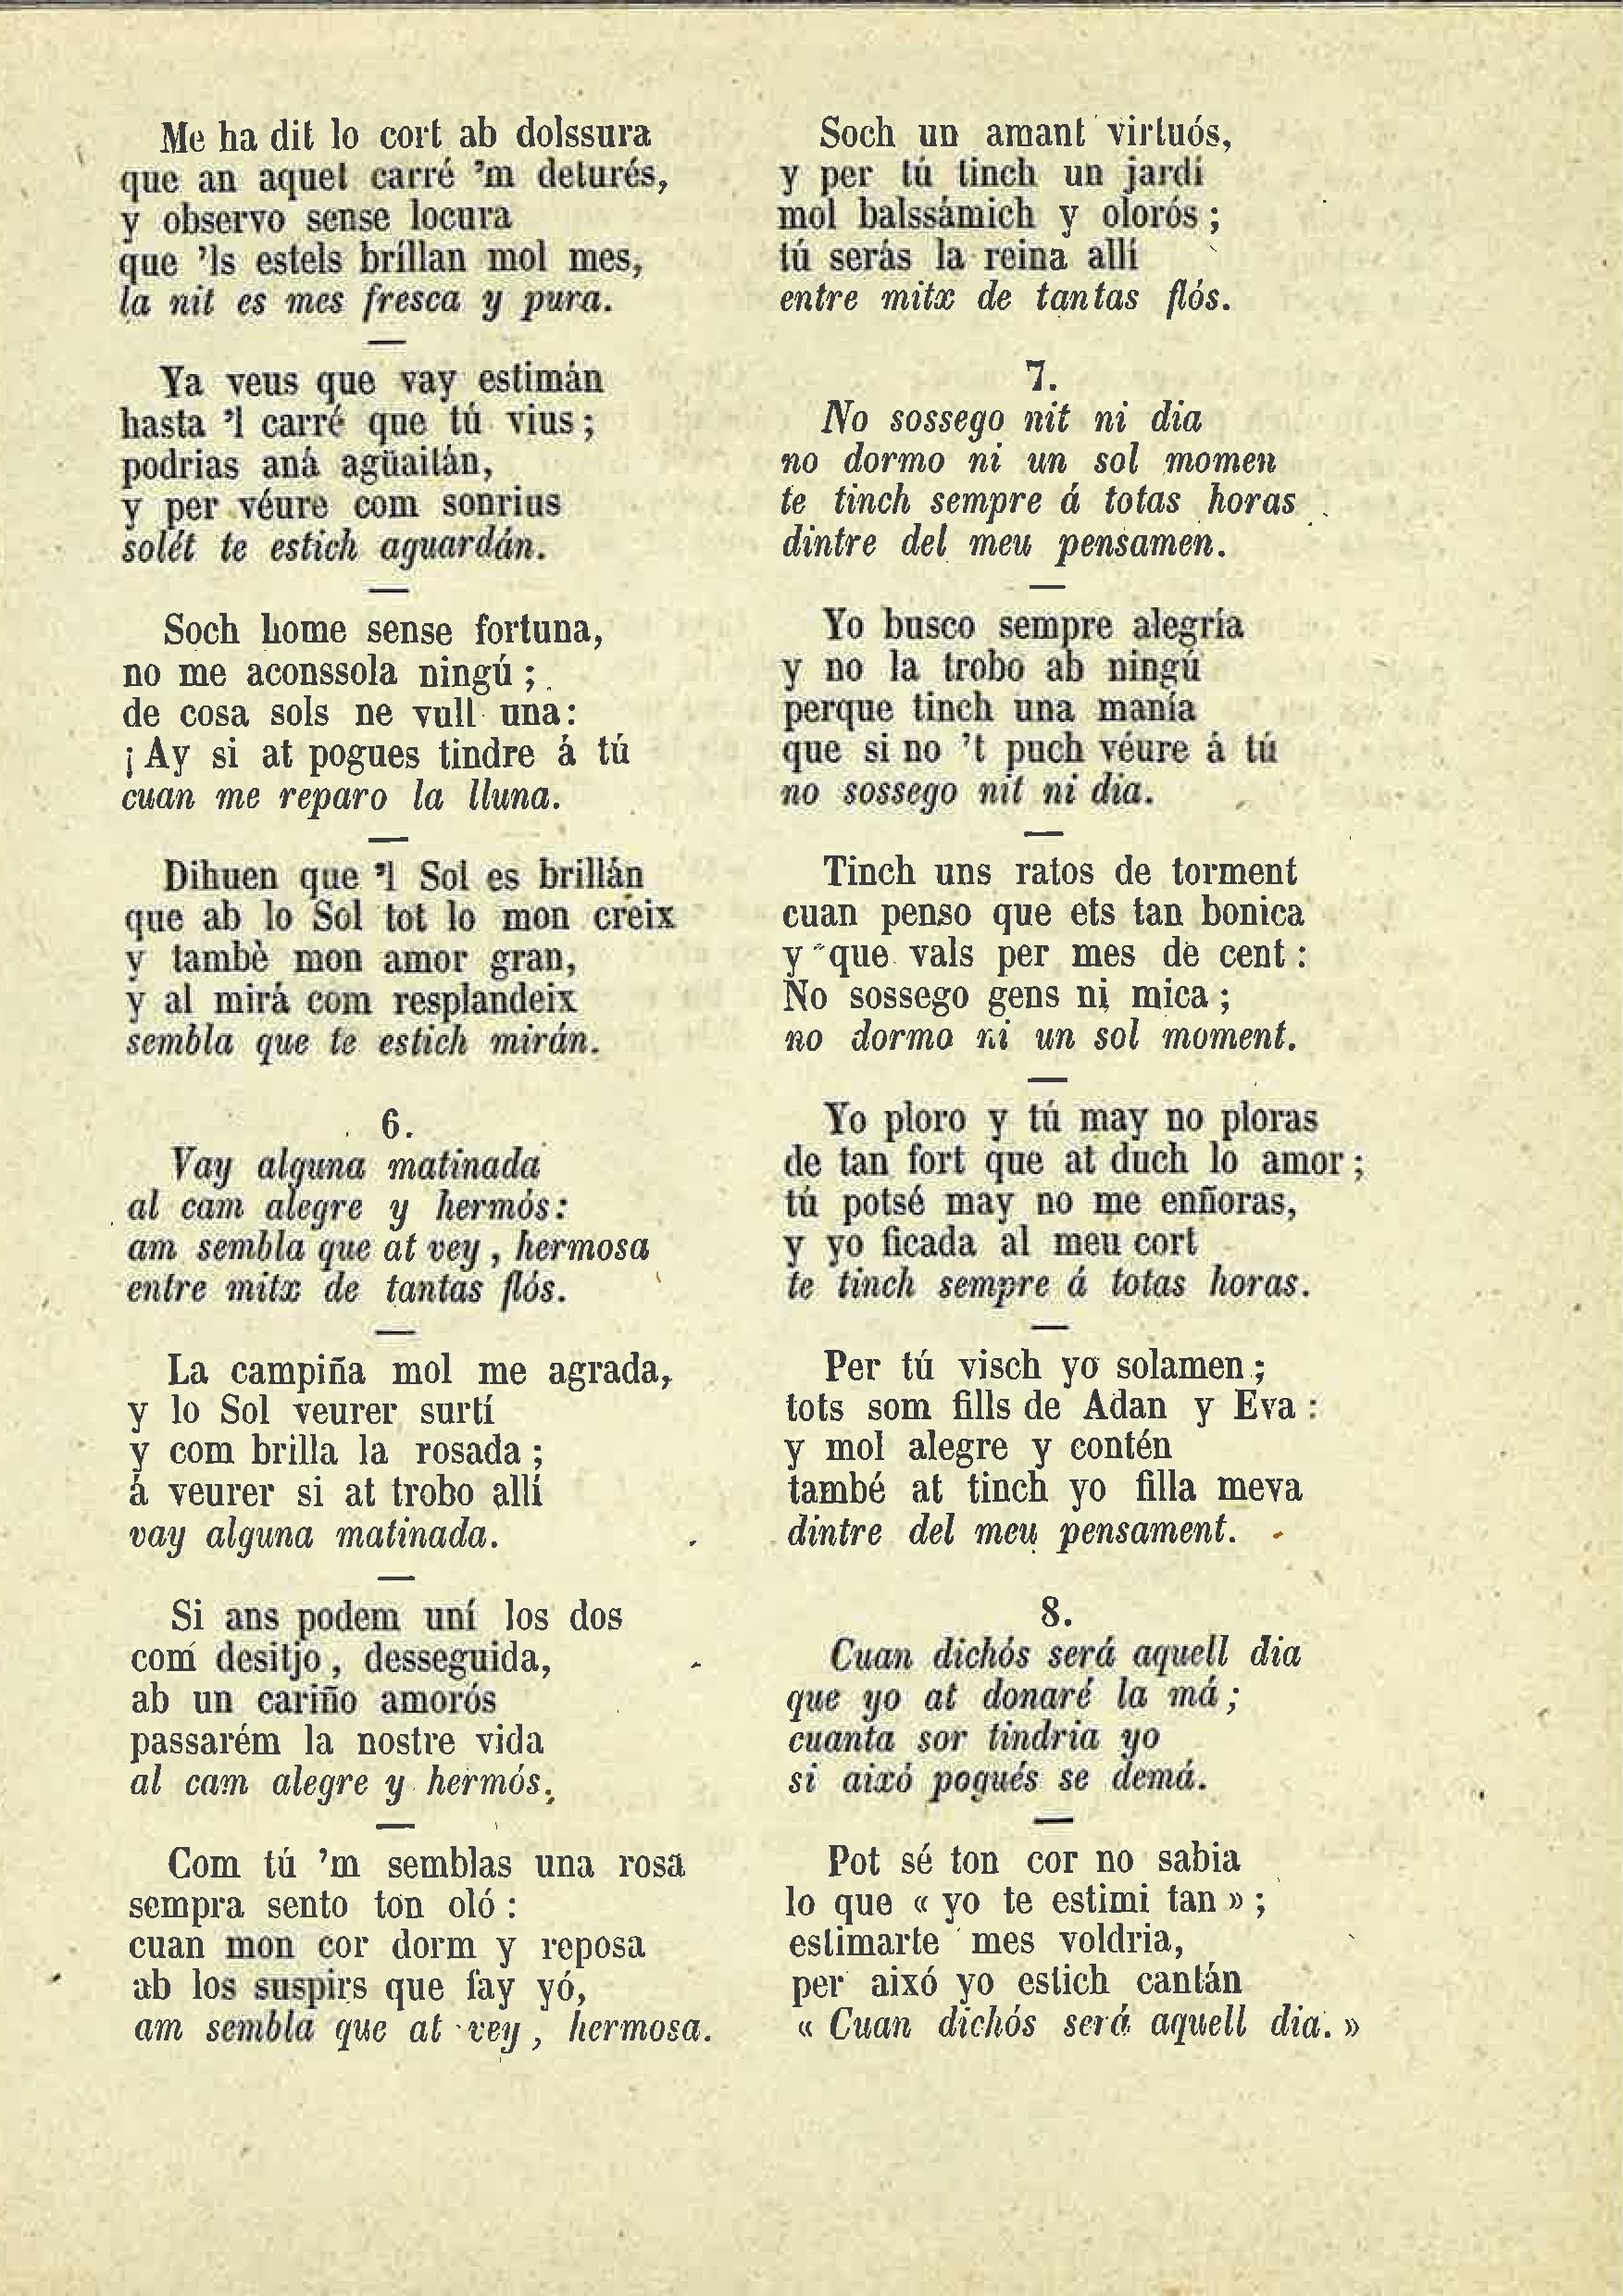 Me ha dit lo cort ab dolssura
que an aquet carré ’m deturés,
y observo sense locura
que ’ls estels bríllan mol mes,
la nit es mes fresca y pura.
Ya veus que vay estimán
hasta ’l carré que tú vius;
podrias aná agüaitán,
y per véure com sonrius
solét te estich aguardán.
Soch home sense fortuna,
no me aconssola ningú;
de cosa sols ne vull una:
¡Ay si at pogues tindre á tú
cuan me reparo la lluna.
Dihuen que ’l Sol es brillán
que ab lo Sol tot lo mon creix
y tambè mon amor gran,
y al mirá com resplandeix
sembla que te estich mirán.
6.
Vay alguna matinada
al cam alegre y hermós:
am sembla que at vey, hermosa
entre mitx de tantas flós.
La campiña mol me agrada,
y lo Sol veurer surtí
y com brilla la rosada;
á veurer si at trobo allí
vay alguna matinada.
Si ans podem uní los dos
com desitjo, desseguida,
ab un cariño amorós
passarém la nostre vida
al cam alegre y hermós.
Com tú ’m semblas una rosa
sempra sento ton oló:
cuan mon cor dorm y reposa
ab los suspirs que fay yó,
am sembla que at vey, hermosa.
Soch un amant virtuós,
y per tú tinch un jardí
mol balssámich y olorós;
tú serás la reina allí
entre mitx de tantas flós.
7.
No sossego nit ni dia
no dormo ni un sol momen
te tinch sempre á totas horas
dintre del meu pensamen.
Yo busco sempre alegría
y no la trobo ab ningú
perque tinch una manía
que si no ’t puch véure á tú
no sossego nit ni dia.
Tinch uns ratos de torment
cuan penso que ets tan bonica
y que vals per mes de cent:
No sossego gens ni mica;
no dormo ni un sol moment.
Yo ploro y tú may no ploras
de tan fort que at duch lo amor;
tú potsé may no me enñoras,
y yo ficada al meu cort
te tinch sempre á totas horas.
Per tú visch yo solamen;
tots som fills de Adan y Eva:
y mol alegre y contén
també at tinch yo filla meva
dintre del meu pensament.
8.
Cuan dichós será aquell dia
que yo at donaré la má;
cuanta sor tindria yo
si aixó pogués se demá.
Pot sé ton cor no sabia
lo que « yo te estimi tan »;
estimarte mes voldria,
per aixó yo estich cantán
« Cuan dichós será aquell dia. »